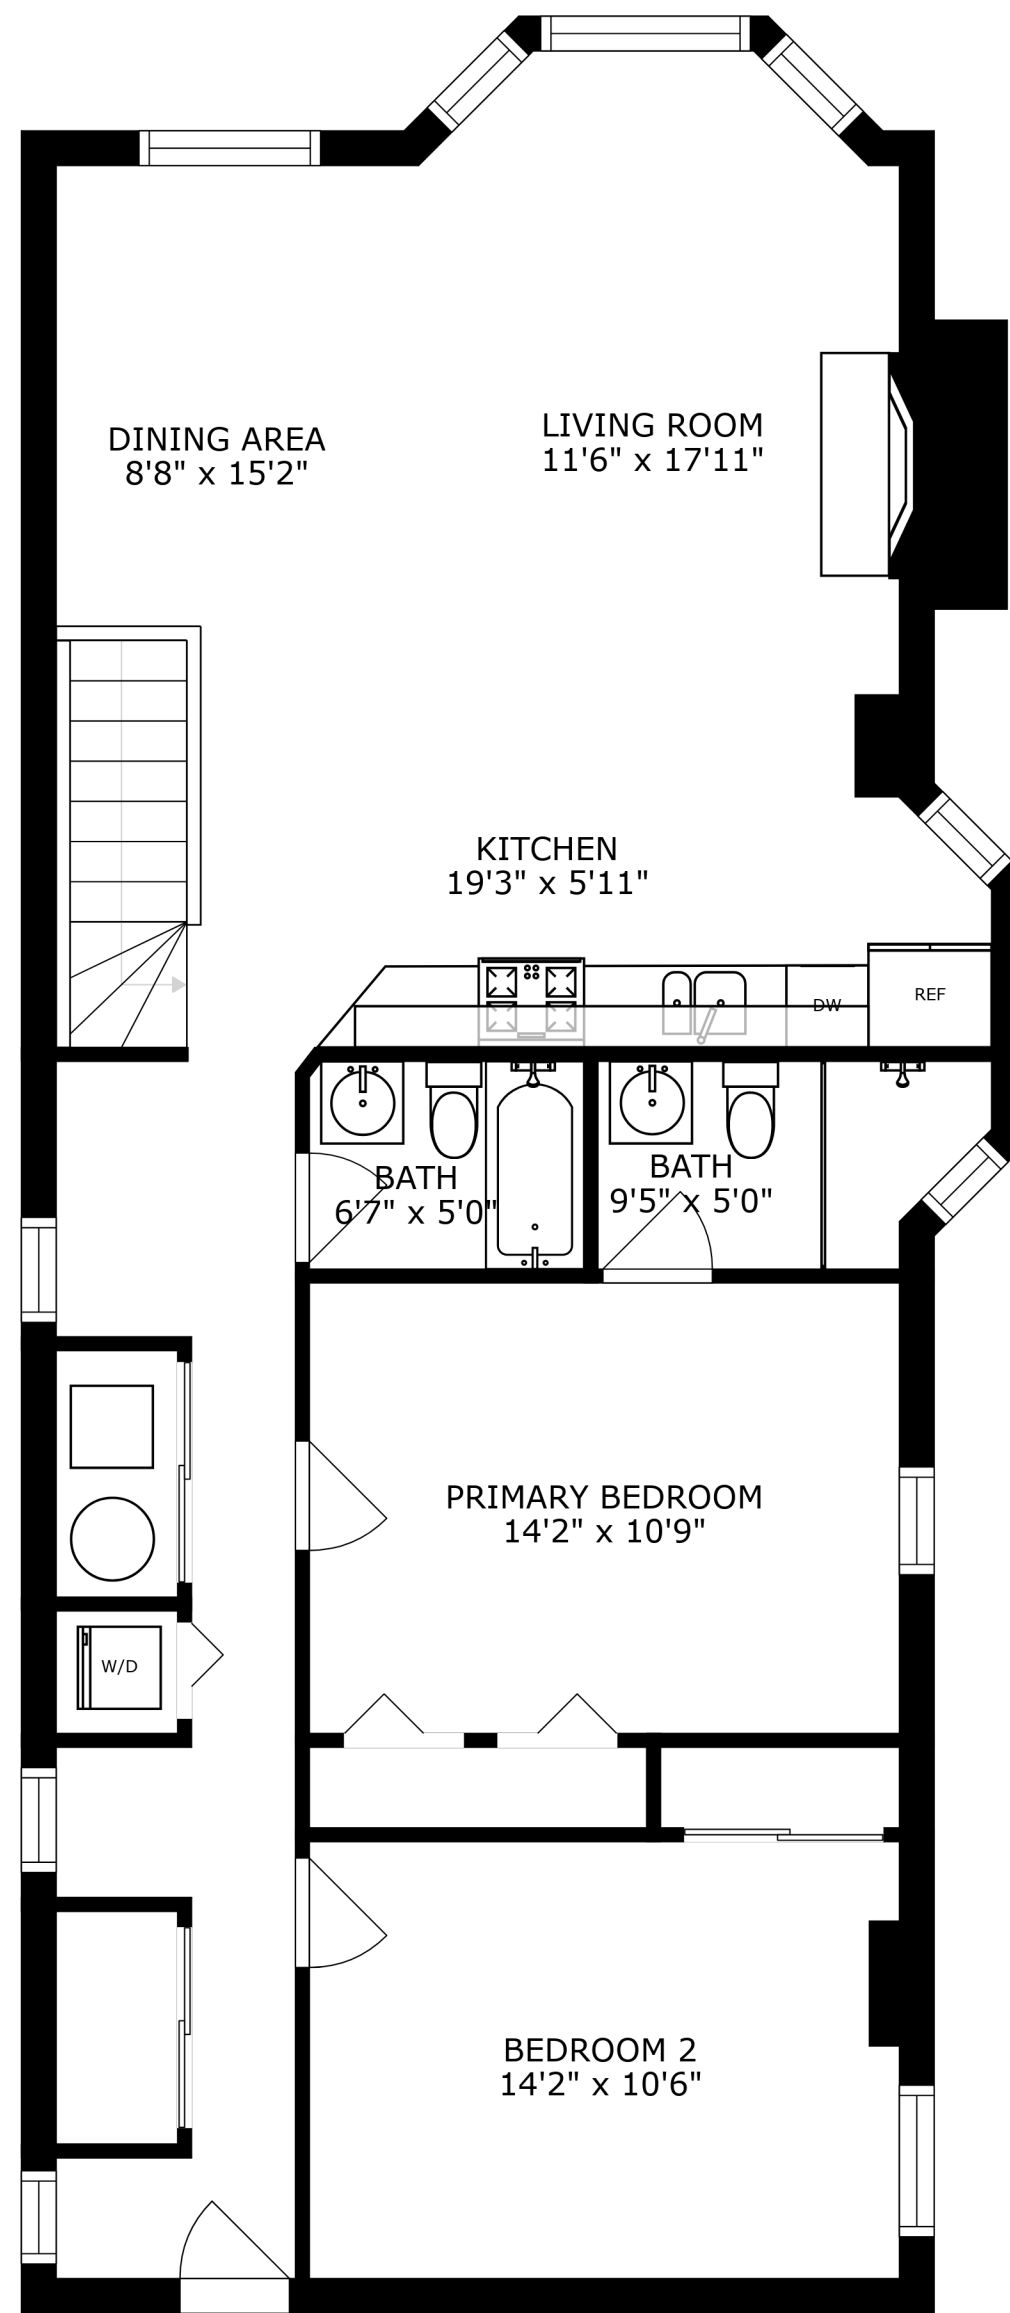 DINING AREA
8'8" x 15'2"
LIVING ROOM
11'6" x 17'11"
KITCHEN
19'3" x 5'11"
DW
REF
BATH
6'7" x 5'0"
BATH
9'5" x 5'0"
PRIMARY BEDROOM
14'2" x 10'9"
W/D
BEDROOM 2
14'2" x 10'6"